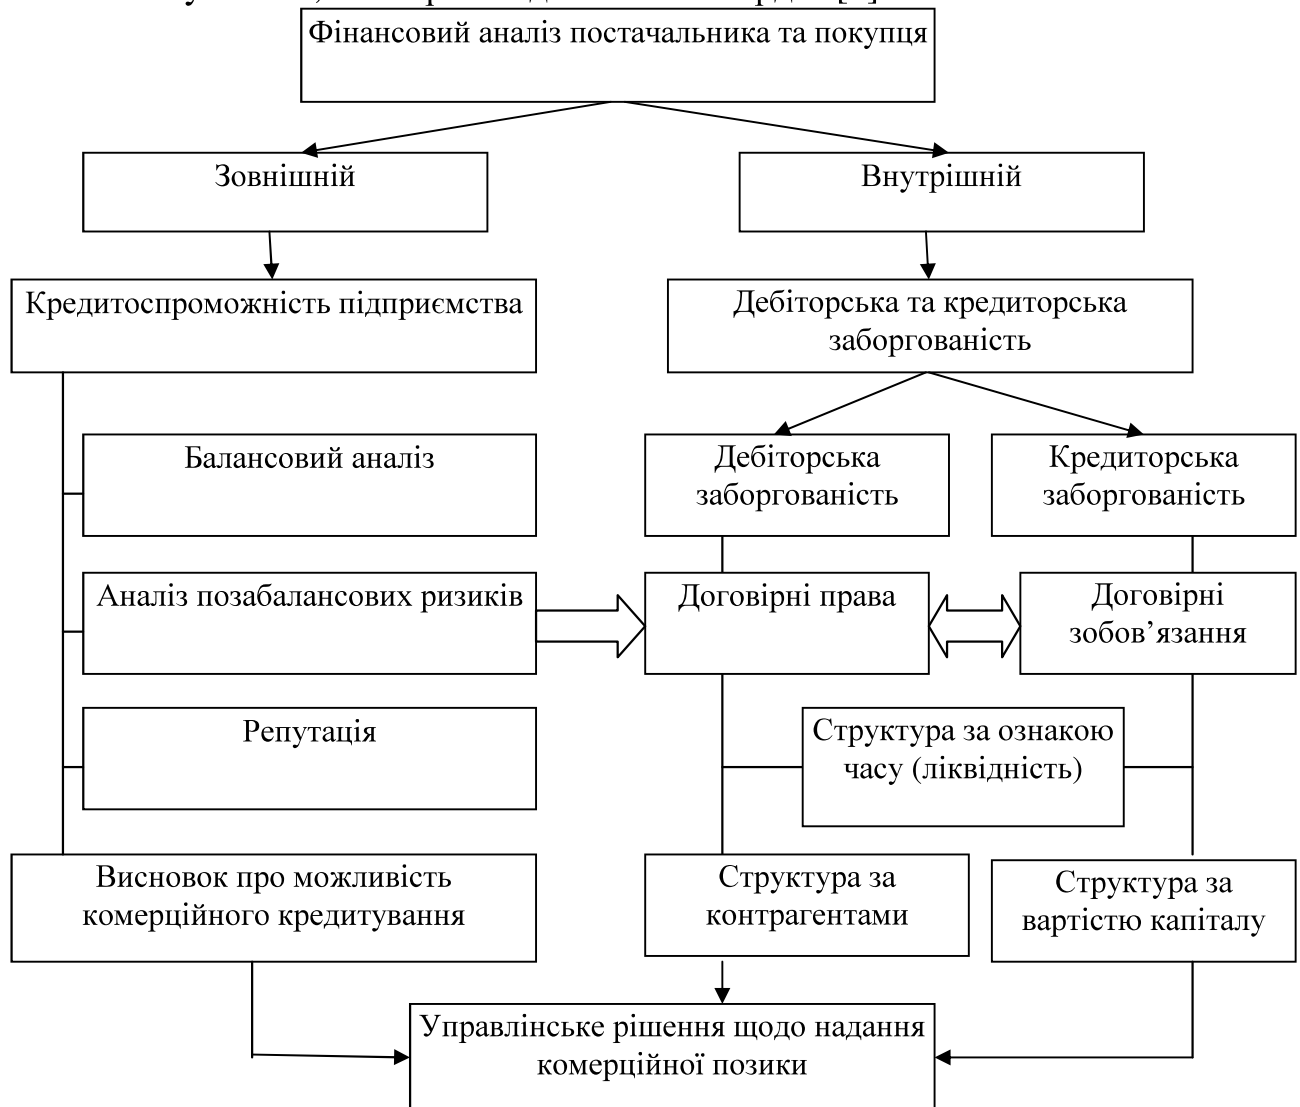 Фінансовий аналіз постачальника та покупця
Зовнішній
Внутрішній
Кредитоспроможність підприємства
Дебіторська та кредиторська
заборгованість
Балансовий аналіз
Дебіторська
заборгованість
Кредиторська
заборгованість
Аналіз позабалансових ризиків
Договірні права
Договірні
зобов’язання
Репутація
Структура за ознакою
часу (ліквідність)
Висновок про можливість
комерційного кредитування
Структура за
контрагентами
Структура за
вартістю капіталу
Управлінське рішення щодо надання
комерційної позики